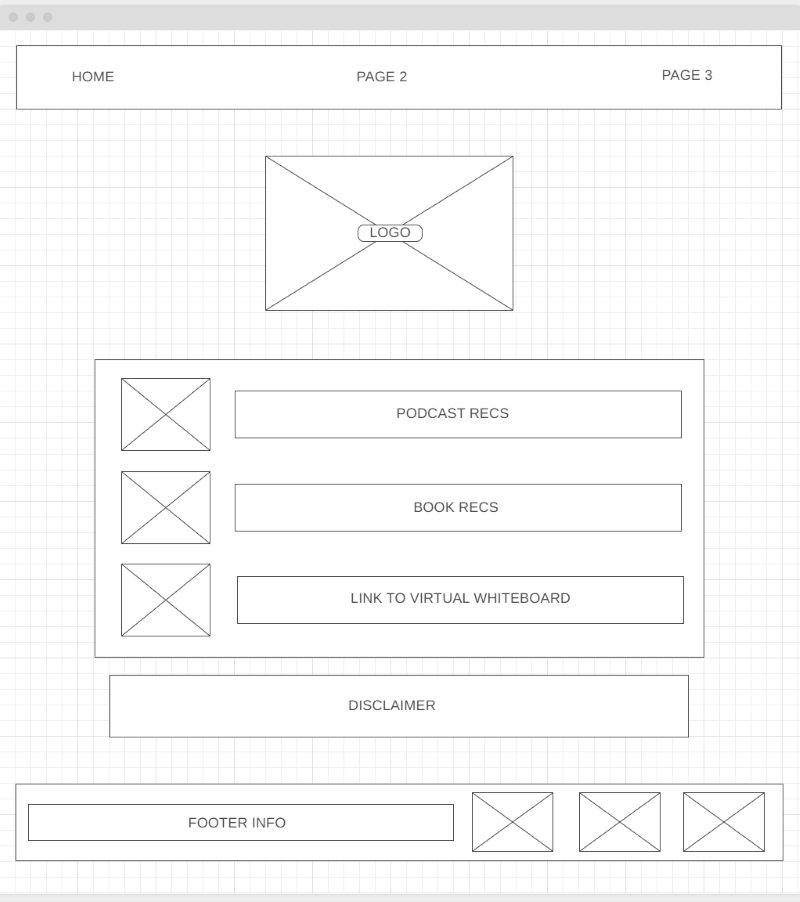 HOME
PAGE 2
PAGE 3
LOGO
PODCAST RECS
BOOK RECS
LINK TO VIRTUAL WHITEBOARD
DISCLAIMER
FOOTER INFO